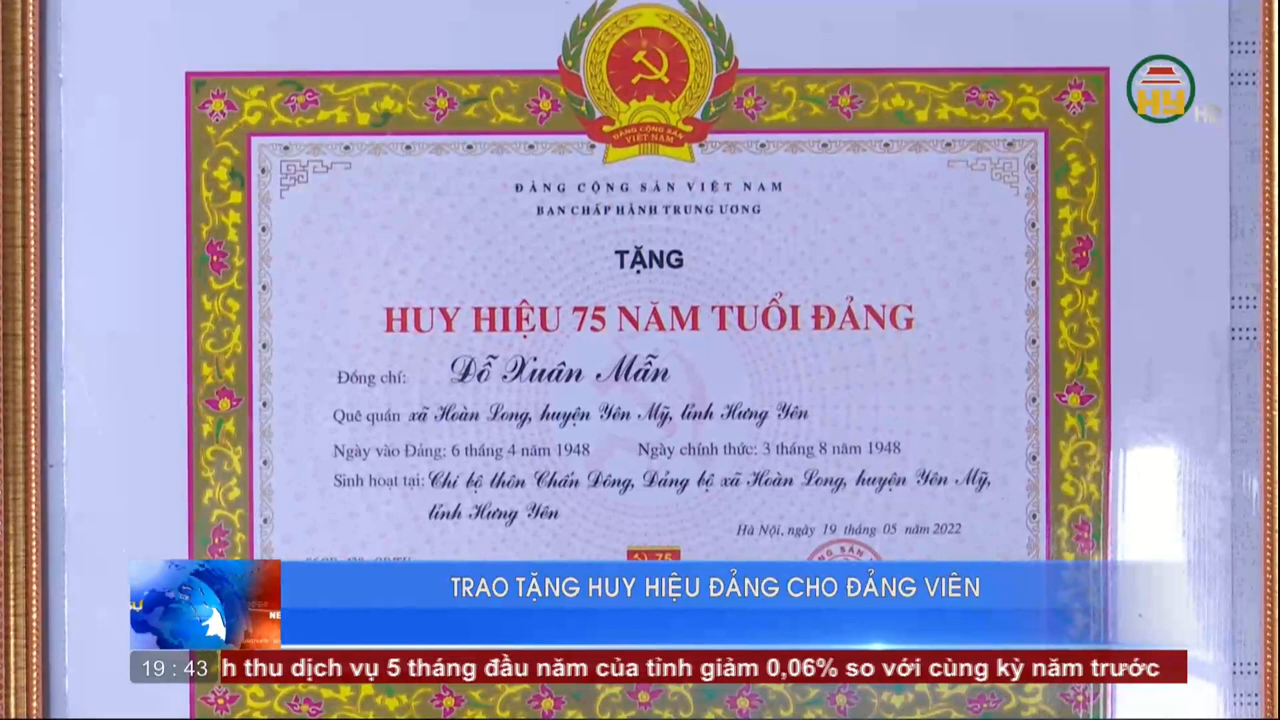 ĐẢNG CỘNG SẢN
VIỆT NAM
HY
HD
ĐẢNG CỘNG SẢN VIỆT NAM
BAN CHẤP HÀNH TRUNG ƯƠNG
TẶNG
HUY HIỆU 75 NĂM TUỔI ĐẢNG
Đồng chí: Đỗ Xuân Mẫn
Quê quán xã Hoàn Long, huyện Yên Mỹ, tỉnh Hưng Yên
Ngày vào Đảng: 6 tháng 4 năm 1948 Ngày chính thức: 3 tháng 8 năm 1948
Sinh hoạt tại: Chi bộ thôn Chấn Đông, Đảng bộ xã Hoàn Long, huyện Yên Mỹ,
tỉnh Hưng Yên
Hà Nội, ngày 19 tháng 05 năm 2022
75
TRAO TẶNG HUY HIỆU ĐẢNG CHO ĐẢNG VIÊN
19 : 43 h thu dịch vụ 5 tháng đầu năm của tỉnh giảm 0,06% so với cùng kỳ năm trước